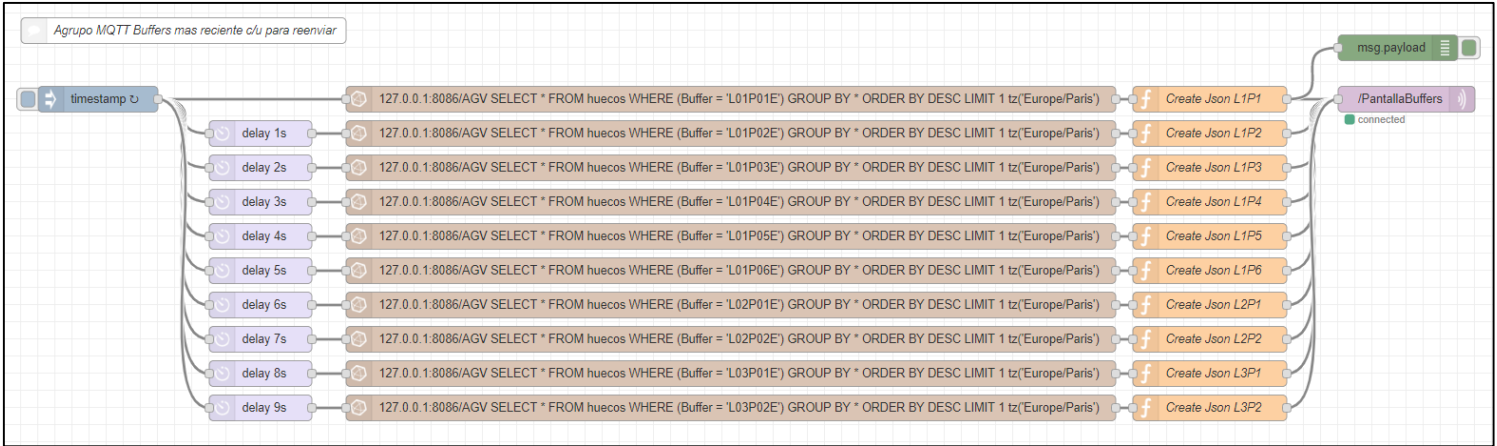 Agrupo MQTT Buffers mas reciente c/u para reenviar
msg.payload
timestamp ↻
127.0.0.1:8086/AGV SELECT * FROM huecos WHERE (Buffer = 'L01P01E') GROUP BY * ORDER BY DESC LIMIT 1 tz('Europe/Paris')
Create Json L1P1
/PantallaBuffers
connected
delay 1s
127.0.0.1:8086/AGV SELECT * FROM huecos WHERE (Buffer = 'L01P02E') GROUP BY * ORDER BY DESC LIMIT 1 tz('Europe/Paris')
Create Json L1P2
delay 2s
127.0.0.1:8086/AGV SELECT * FROM huecos WHERE (Buffer = 'L01P03E') GROUP BY * ORDER BY DESC LIMIT 1 tz('Europe/Paris')
Create Json L1P3
delay 3s
127.0.0.1:8086/AGV SELECT * FROM huecos WHERE (Buffer = 'L01P04E') GROUP BY * ORDER BY DESC LIMIT 1 tz('Europe/Paris')
Create Json L1P4
delay 4s
127.0.0.1:8086/AGV SELECT * FROM huecos WHERE (Buffer = 'L01P05E') GROUP BY * ORDER BY DESC LIMIT 1 tz('Europe/Paris')
Create Json L1P5
delay 5s
127.0.0.1:8086/AGV SELECT * FROM huecos WHERE (Buffer = 'L01P06E') GROUP BY * ORDER BY DESC LIMIT 1 tz('Europe/Paris')
Create Json L1P6
delay 6s
127.0.0.1:8086/AGV SELECT * FROM huecos WHERE (Buffer = 'L02P01E') GROUP BY * ORDER BY DESC LIMIT 1 tz('Europe/Paris')
Create Json L2P1
delay 7s
127.0.0.1:8086/AGV SELECT * FROM huecos WHERE (Buffer = 'L02P02E') GROUP BY * ORDER BY DESC LIMIT 1 tz('Europe/Paris')
Create Json L2P2
delay 8s
127.0.0.1:8086/AGV SELECT * FROM huecos WHERE (Buffer = 'L03P01E') GROUP BY * ORDER BY DESC LIMIT 1 tz('Europe/Paris')
Create Json L3P1
delay 9s
127.0.0.1:8086/AGV SELECT * FROM huecos WHERE (Buffer = 'L03P02E') GROUP BY * ORDER BY DESC LIMIT 1 tz('Europe/Paris')
Create Json L3P2